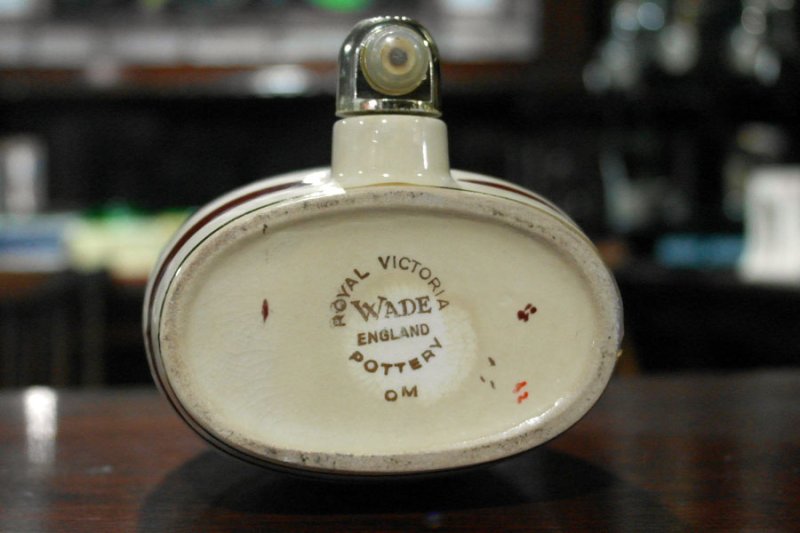 ROYAL VICTORIA
WADE
ENGLAND
POTTERY
OM